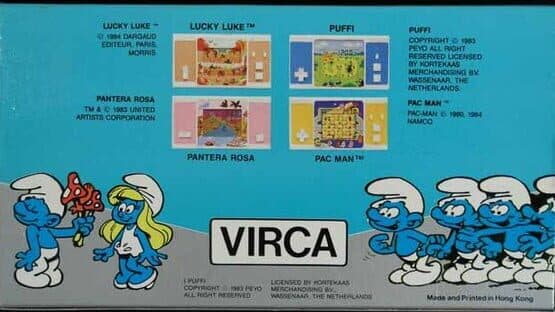 LUCKY LUKE™
© 1984 DARGAUD
EDITEUR, PARIS,
MORRIS.
LUCKY LUKE™
PUFFI
PUFFI
COPYRIGHT © 1983
PEYO ALL RIGHT
RESERVED LICENSED
BY KORTEKAAS
MERCHANDISING BV.
WASSENAAR, THE
NETHERLANDS.
PANTERA ROSA
TM & © 1983 UNITED
ARTISTS CORPORATION
PAC MAN™
PAC-MAN © 1980, 1984
NAMCO
PANTERA ROSA
PAC MAN™
VIRCA
I PUFFI
COPYRIGHT © 1983 PEYO
ALL RIGHT RESERVED
LICENSED BY KORTEKAAS
MERCHANDISING BV.
WASSENAAR, THE NETHERLANDS
Made and Printed in Hong Kong